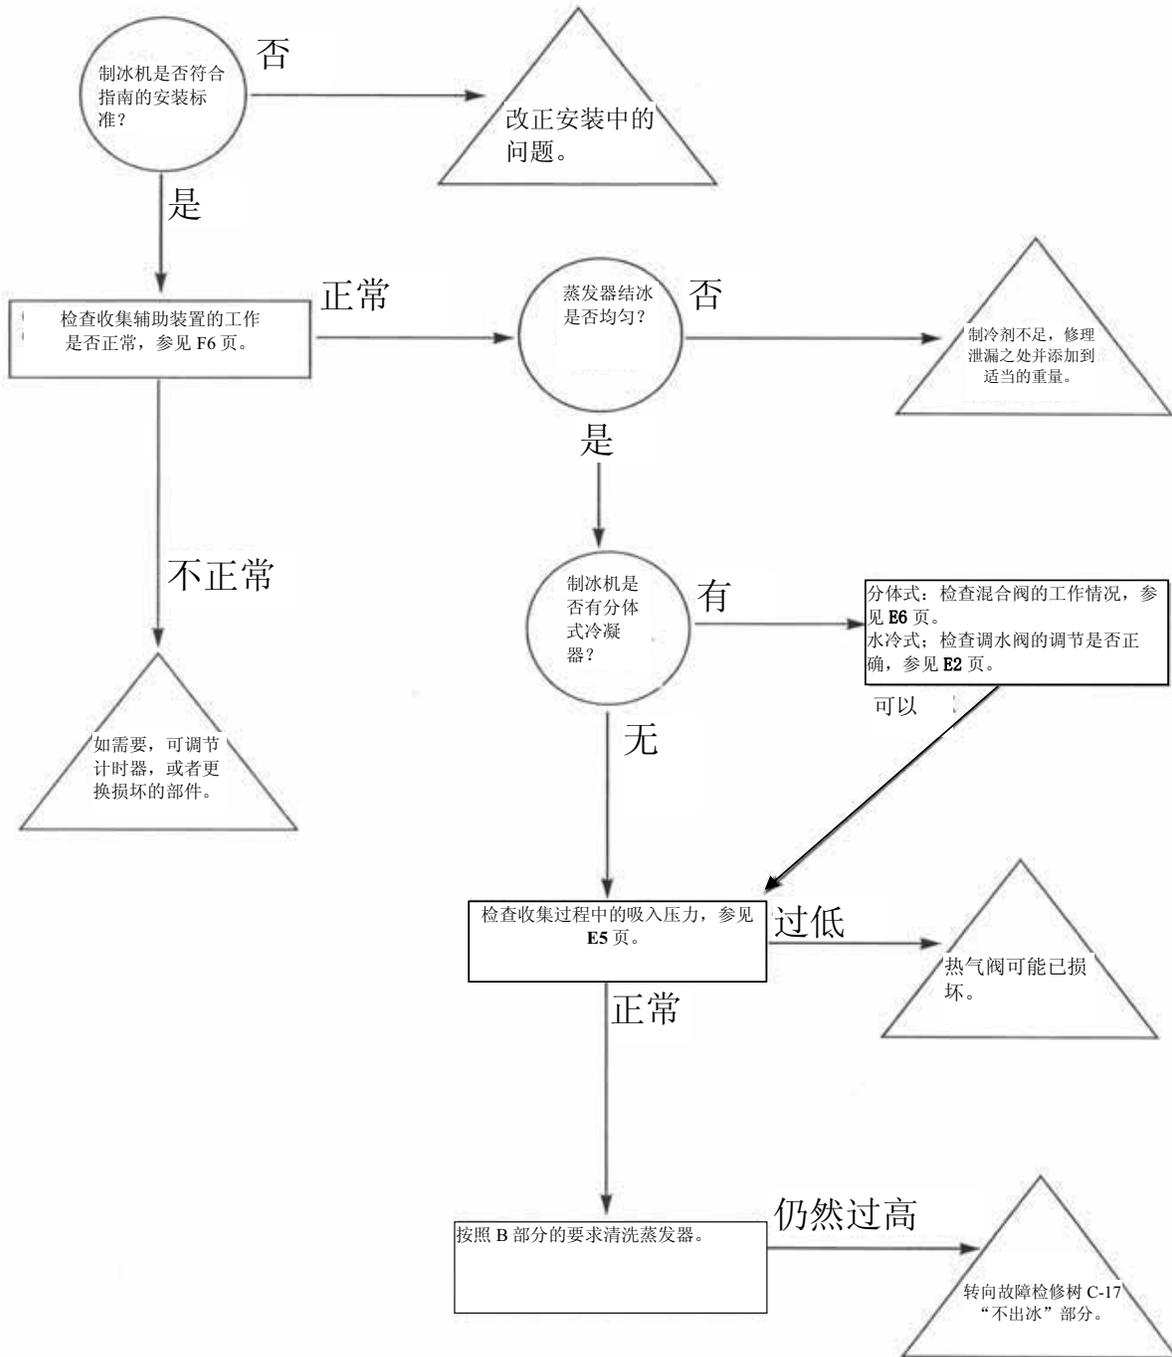 制冰机是否符合
指南的安装标
准？
否
改正安装中的
问题。
是
检查收集辅助装置的工作
是否正常，参见 F6 页。
正常
蒸发器结冰
是否均匀？
否
制冷剂不足，修理
泄漏之处并添加到
适当的重量。
是
不正常
如需要，可调节
计时器，或者更
换损坏的部件。
制冰机是
否有分体
式冷凝
器？
有
分体式：检查混合阀的工作情况，参
见 E6 页。
水冷式；检查调水阀的调节是否正
确，参见 E2 页。
可以
无
检查收集过程中的吸入压力，参见
E5 页。
过低
热气阀可能已损
坏。
正常
按照 B 部分的要求清洗蒸发器。
仍然过高
转向故障检修树 C-17
“不出冰”部分。